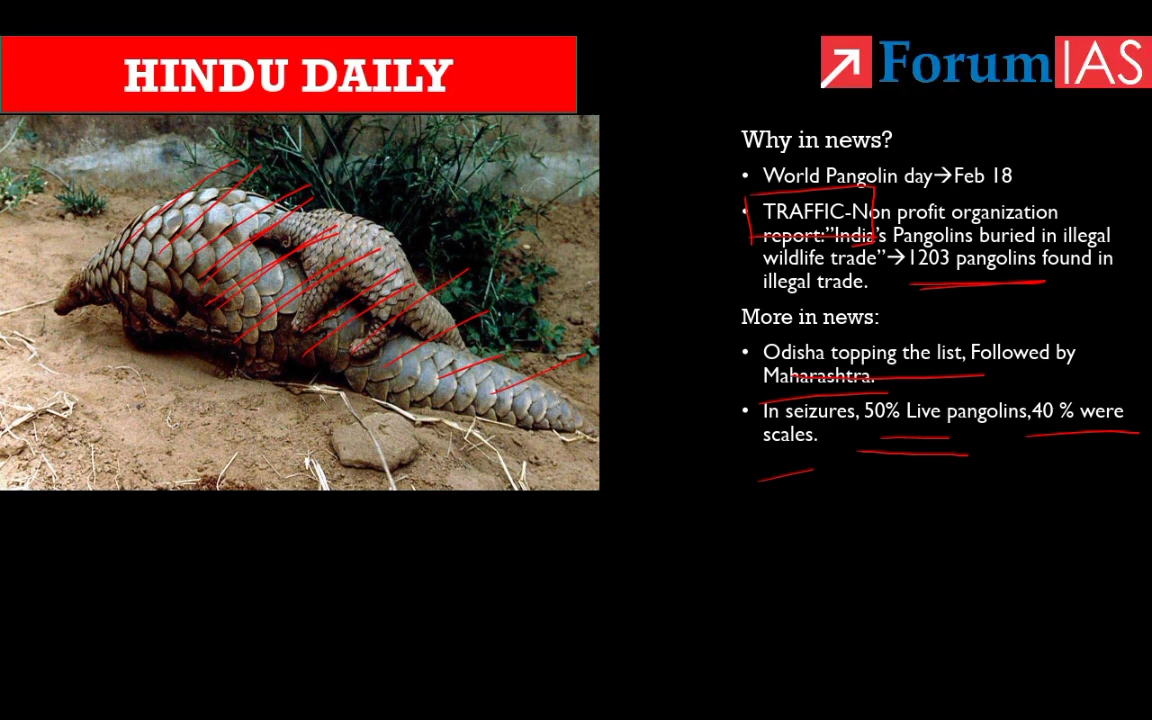 HINDU DAILY
ForumIAS
Why in news?
• World Pangolin day→Feb 18
• TRAFFIC-Non profit organization
report:"India's Pangolins buried in illegal
wildlife trade"→1203 pangolins found in
illegal trade.
More in news:
• Odisha topping the list, Followed by
Maharashtra.
• In seizures, 50% Live pangolins,40 % were
scales.